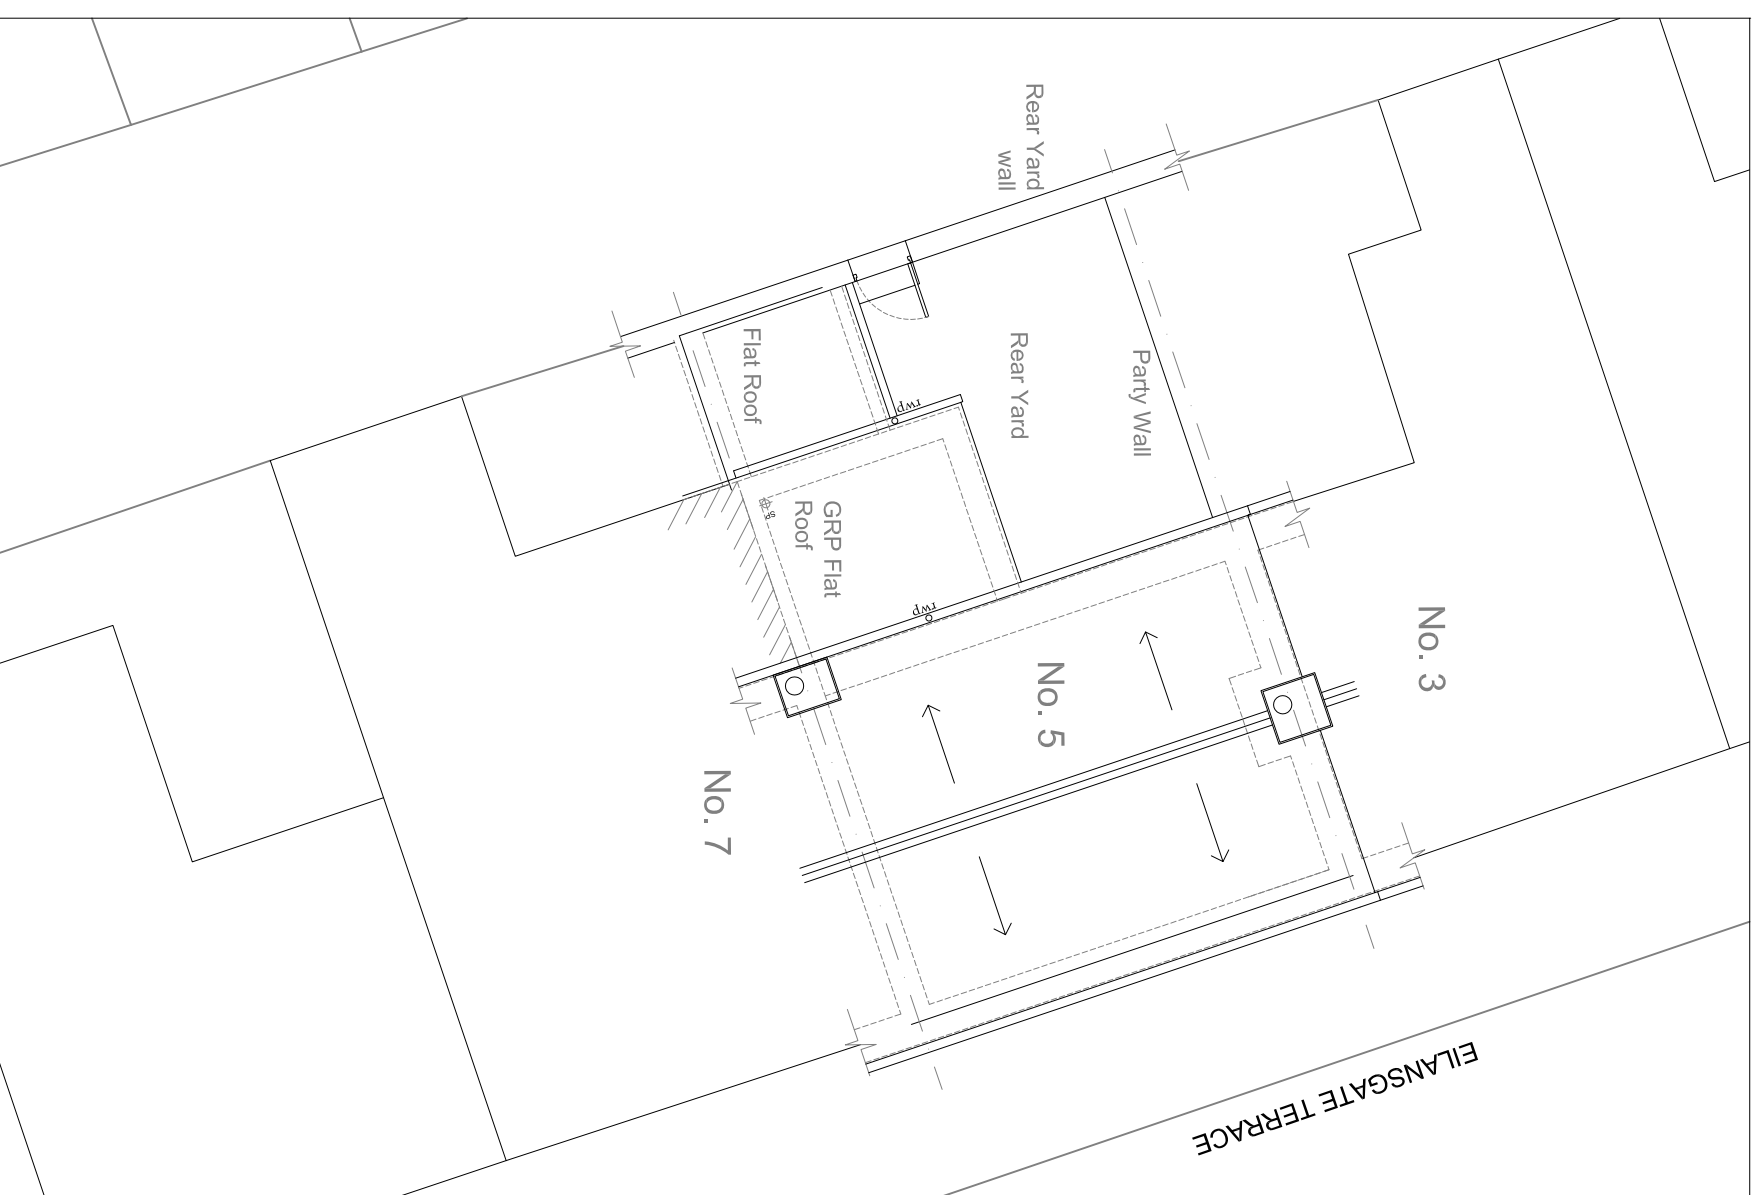 Rear Yard
wall
Flat Roof
Rear Yard
Party Wall
rwp
GRP Flat
Roof
SP
rwp
No. 3
No. 5
No. 7
EILANSGATE TERRACE